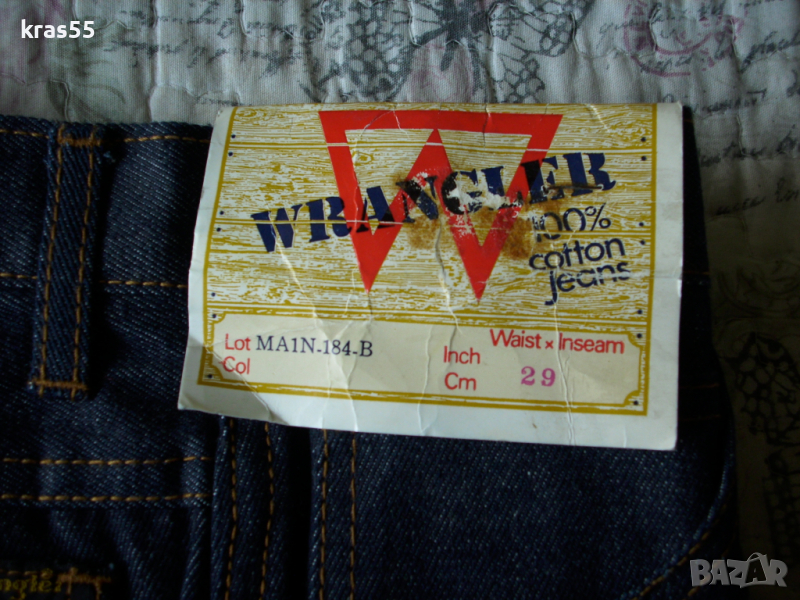 kras55
WRANGLER
100%
cotton
jeans
Waist x Inseam
Lot MA1N-184-B
Inch
Col
Cm 29
BAZAR